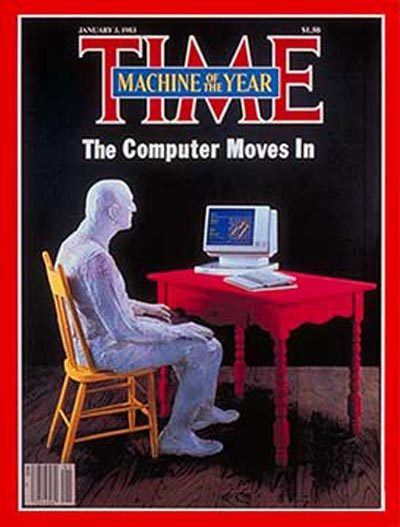 JANUARY 3, 1983 $1.50
TIME
MACHINE OF THE YEAR
The Computer Moves In